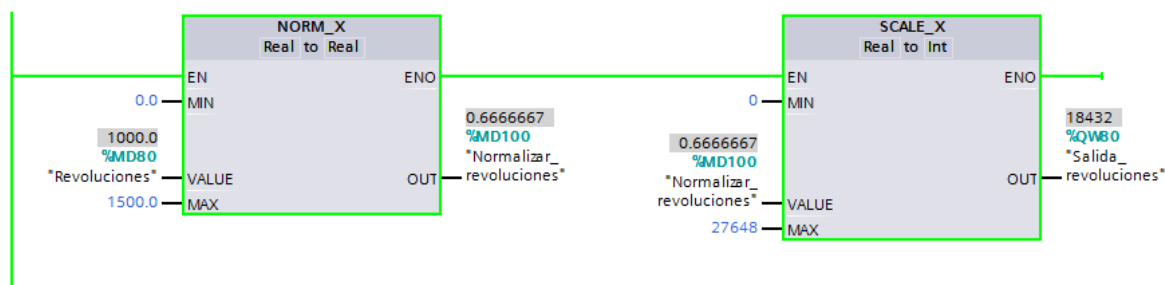 NORM_X
Real to Real
EN
ENO
0.0
MIN
1000.0
%MD80
"Revoluciones"
VALUE
1500.0
MAX
0.6666667
%MD100
"Normalizar_
revoluciones"
OUT
SCALE_X
Real to Int
EN
ENO
0
MIN
0.6666667
%MD100
"Normalizar_
revoluciones"
VALUE
27648
MAX
18432
%QW80
"Salida_
revoluciones"
OUT